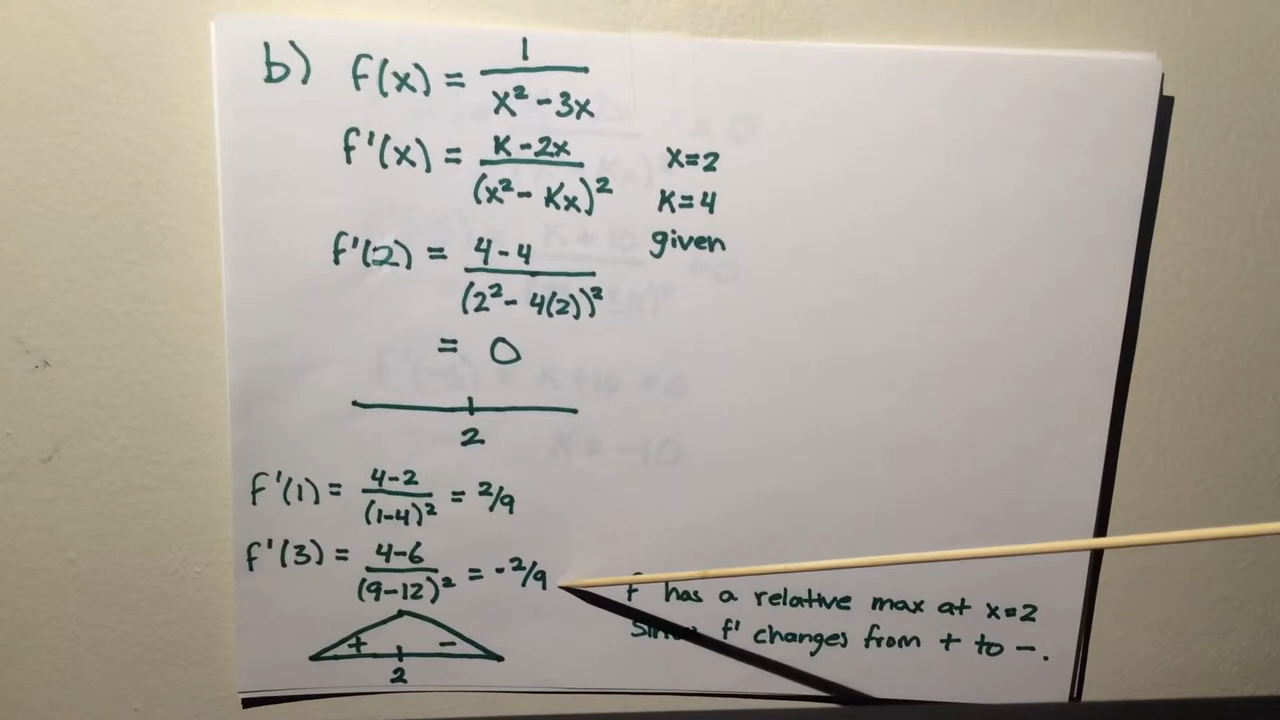 b) f(x) = 1 / (x² - 3x)
f'(x) = (K - 2x) / (x² - Kx)²
x=2
K=4
given
f'(2) = (4 - 4) / (2² - 4(2))²
= 0
2
f'(1) = (4-2) / (1-4)² = 2/9
f'(3) = (4-6) / (9-12)² = -2/9
+ -
2
f has a relative max at x=2
since f' changes from + to -.